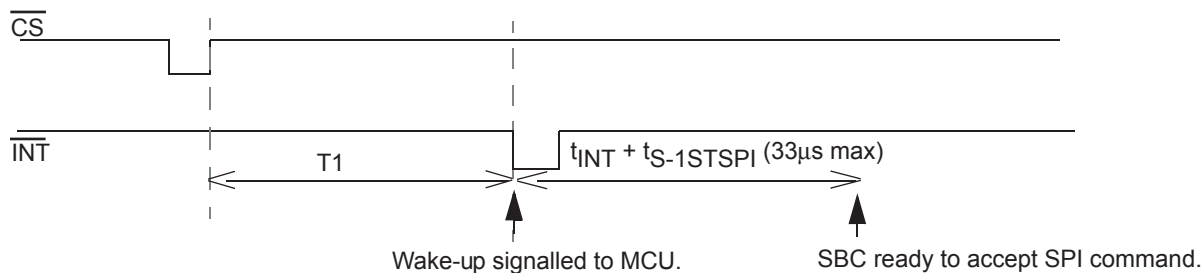 CS
INT
T1
tINT + tS-1STSPI (33μs max)
Wake-up signalled to MCU.
SBC ready to accept SPI command.